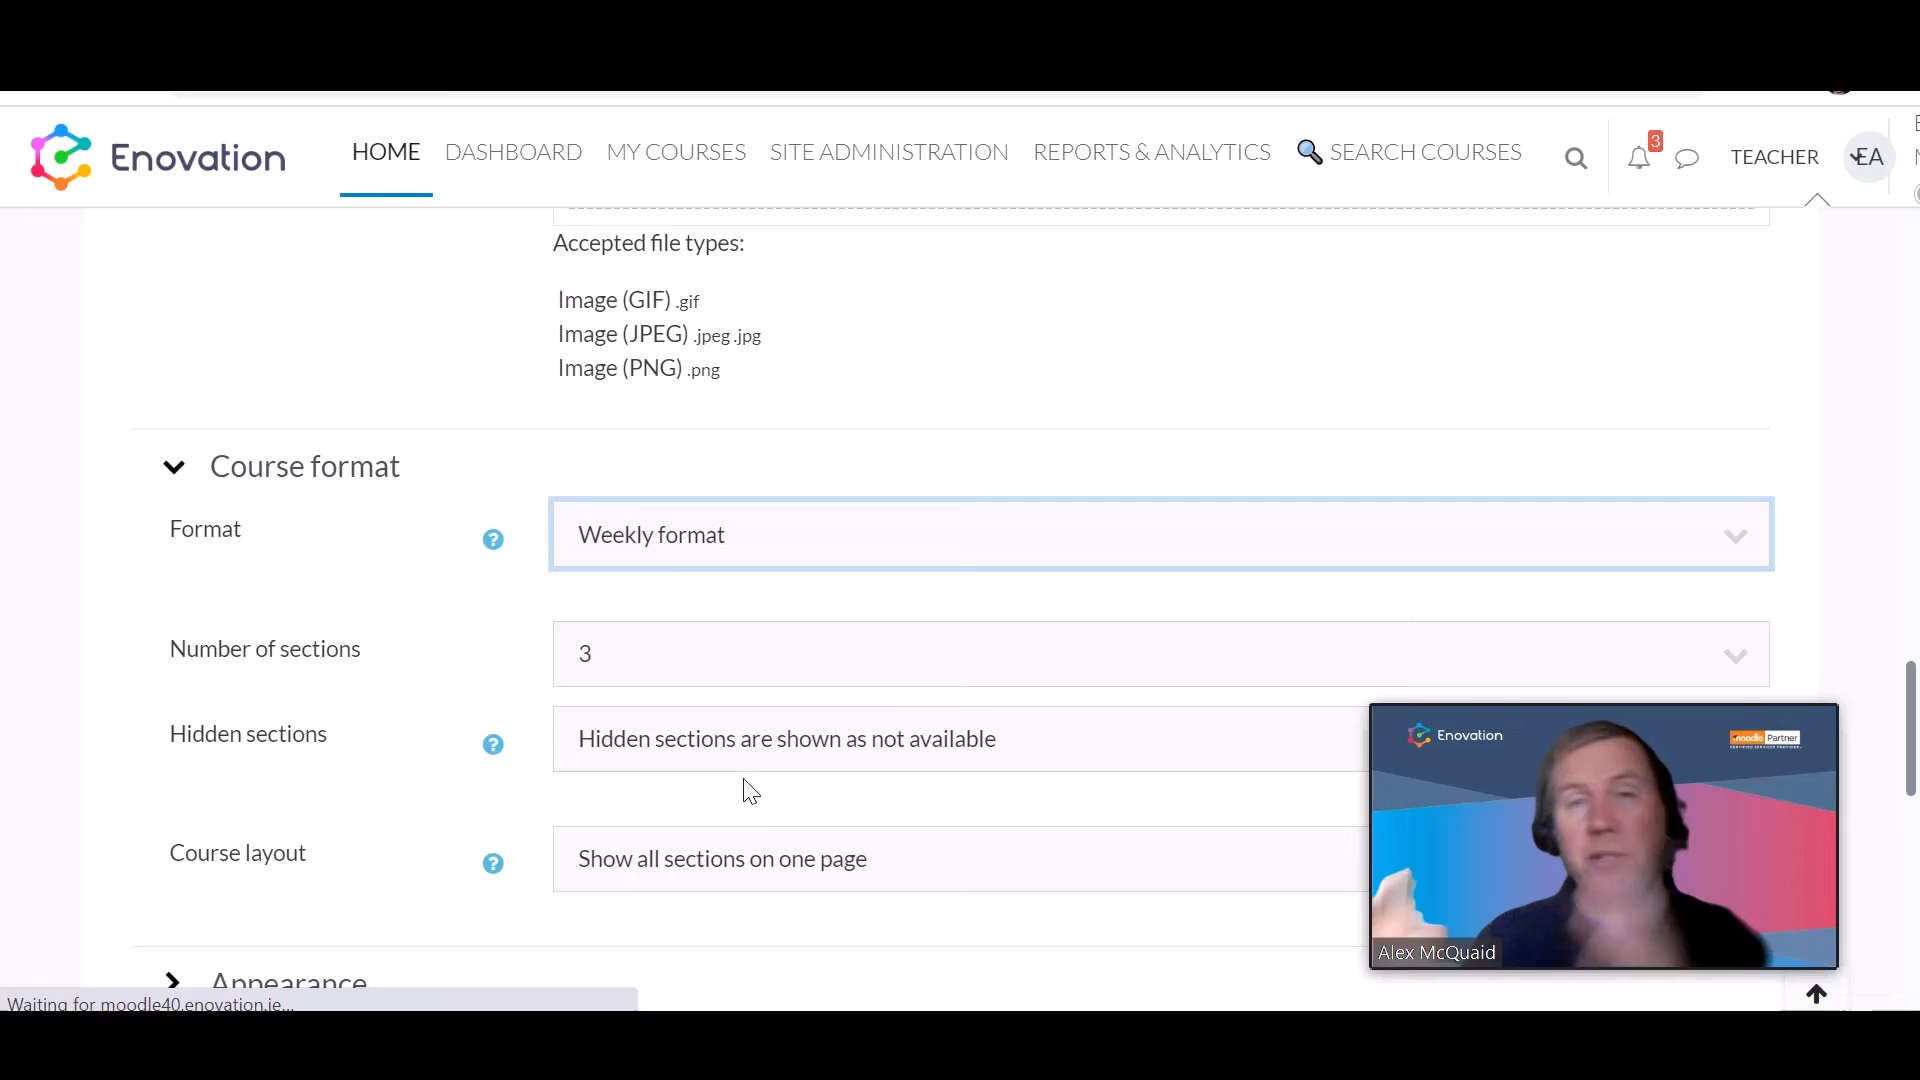 Enovation
HOME DASHBOARD MY COURSES SITE ADMINISTRATION REPORTS & ANALYTICS SEARCH COURSES 3 TEACHER EA
Accepted file types:
Image (GIF) .gif
Image (JPEG) .jpeg .jpg
Image (PNG) .png
Course format
Format ? Weekly format
Number of sections 3
Hidden sections ? Hidden sections are shown as not available
Course layout ? Show all sections on one page
Enovation
moodle Partner
Alex McQuaid
Appearance
Waiting for moodle40.enovation.ie...